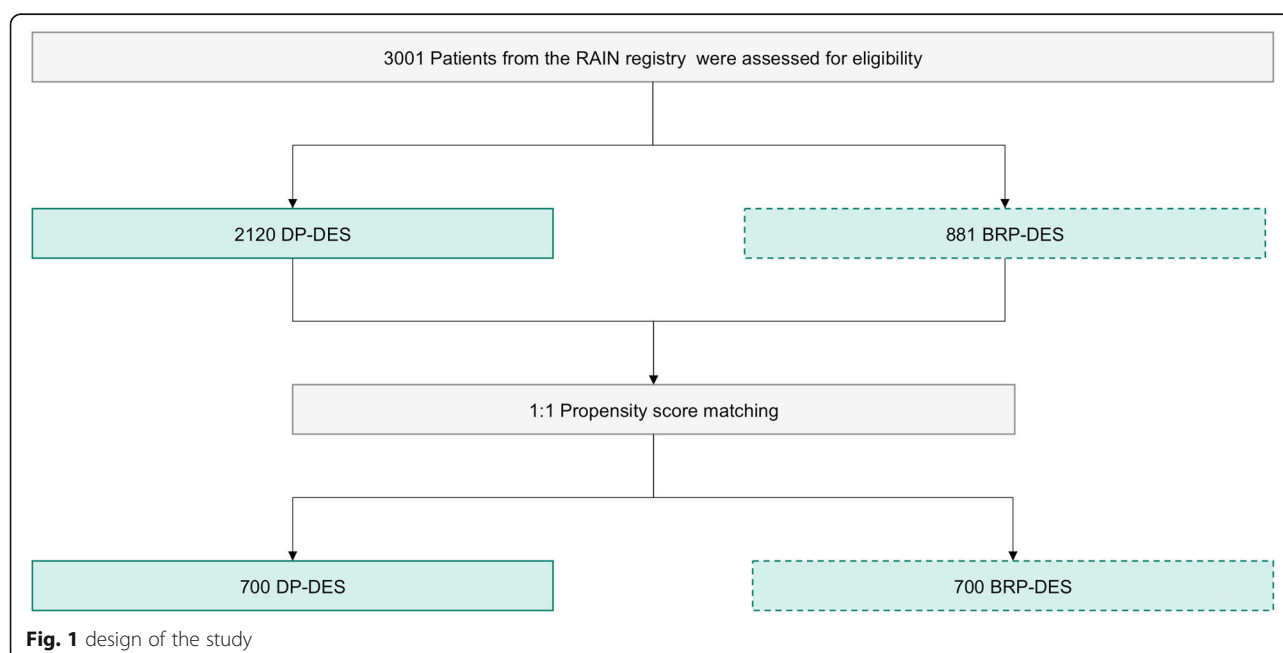 3001 Patients from the RAIN registry were assessed for eligibility
2120 DP-DES
881 BRP-DES
1:1 Propensity score matching
700 DP-DES
700 BRP-DES
Fig. 1 design of the study